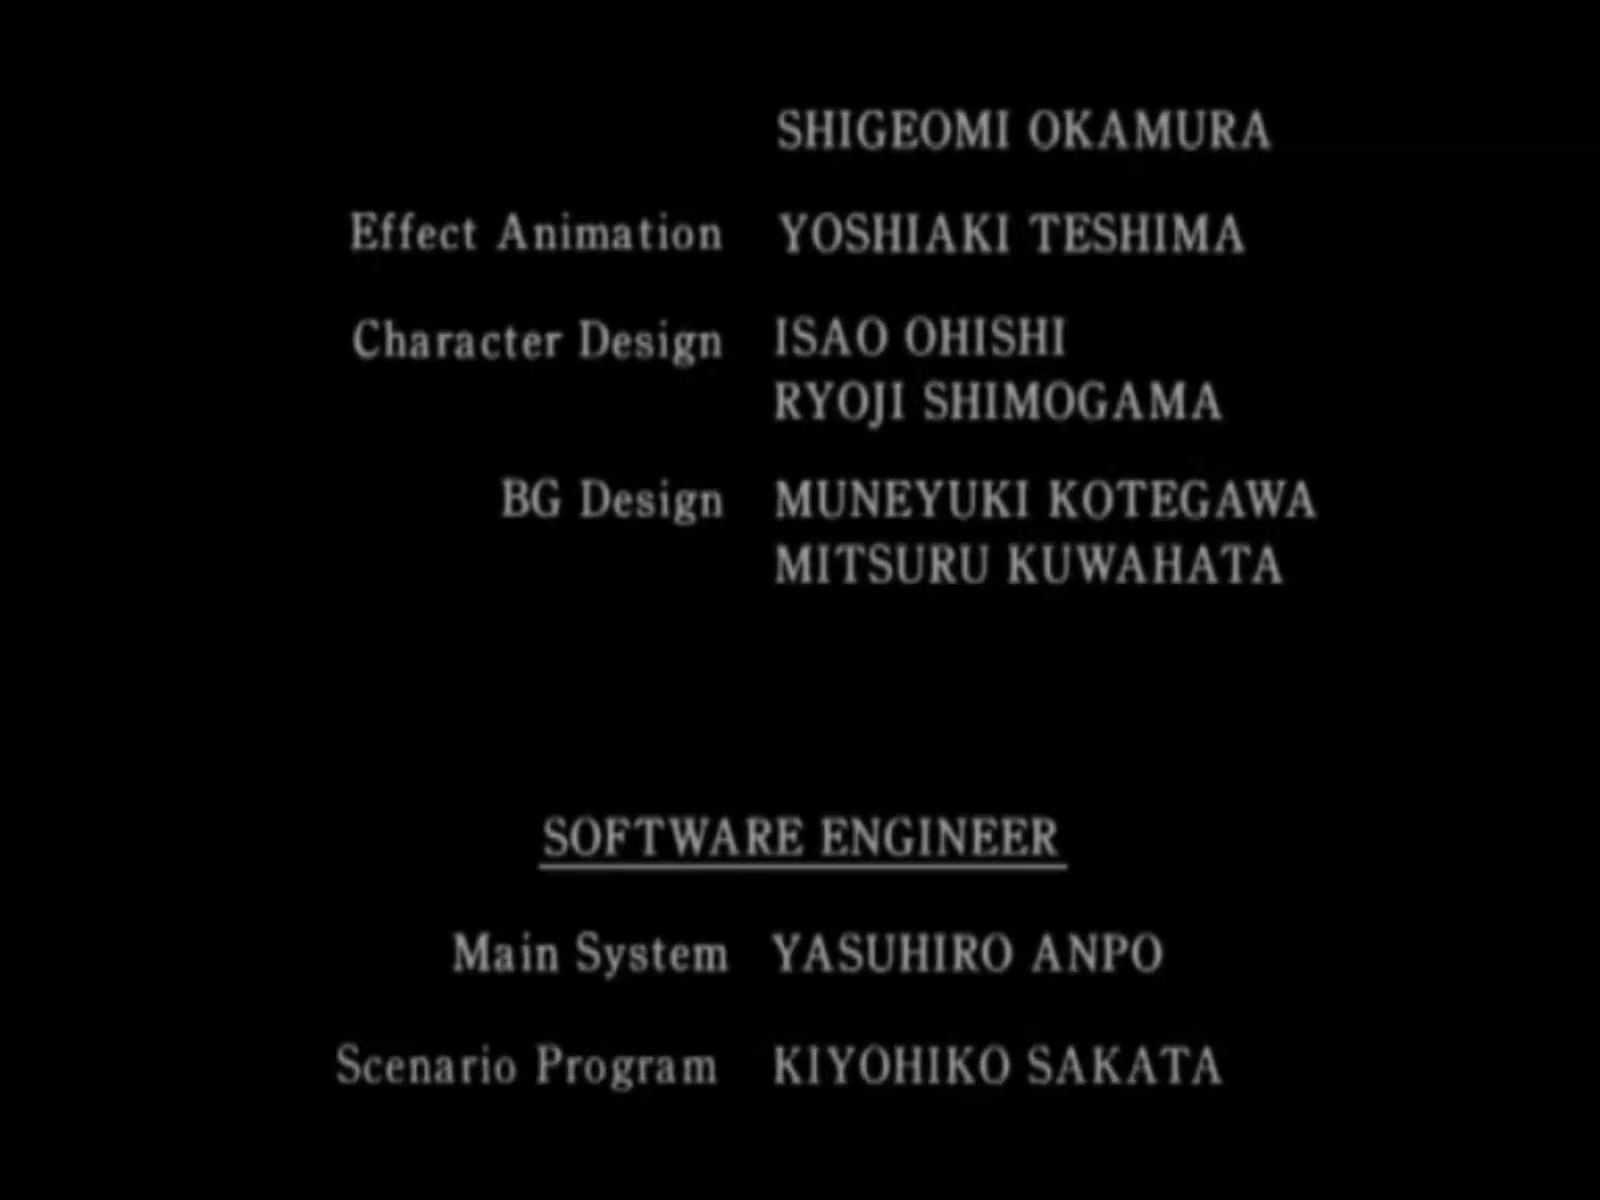 SHIGEOMI OKAMURA
Effect Animation YOSHIAKI TESHIMA
Character Design ISAO OHISHI
RYOJI SHIMOGAMA
BG Design MUNEYUKI KOTEGAWA
MITSURU KUWAHATA
SOFTWARE ENGINEER
Main System YASUHIRO ANPO
Scenario Program KIYOHIKO SAKATA